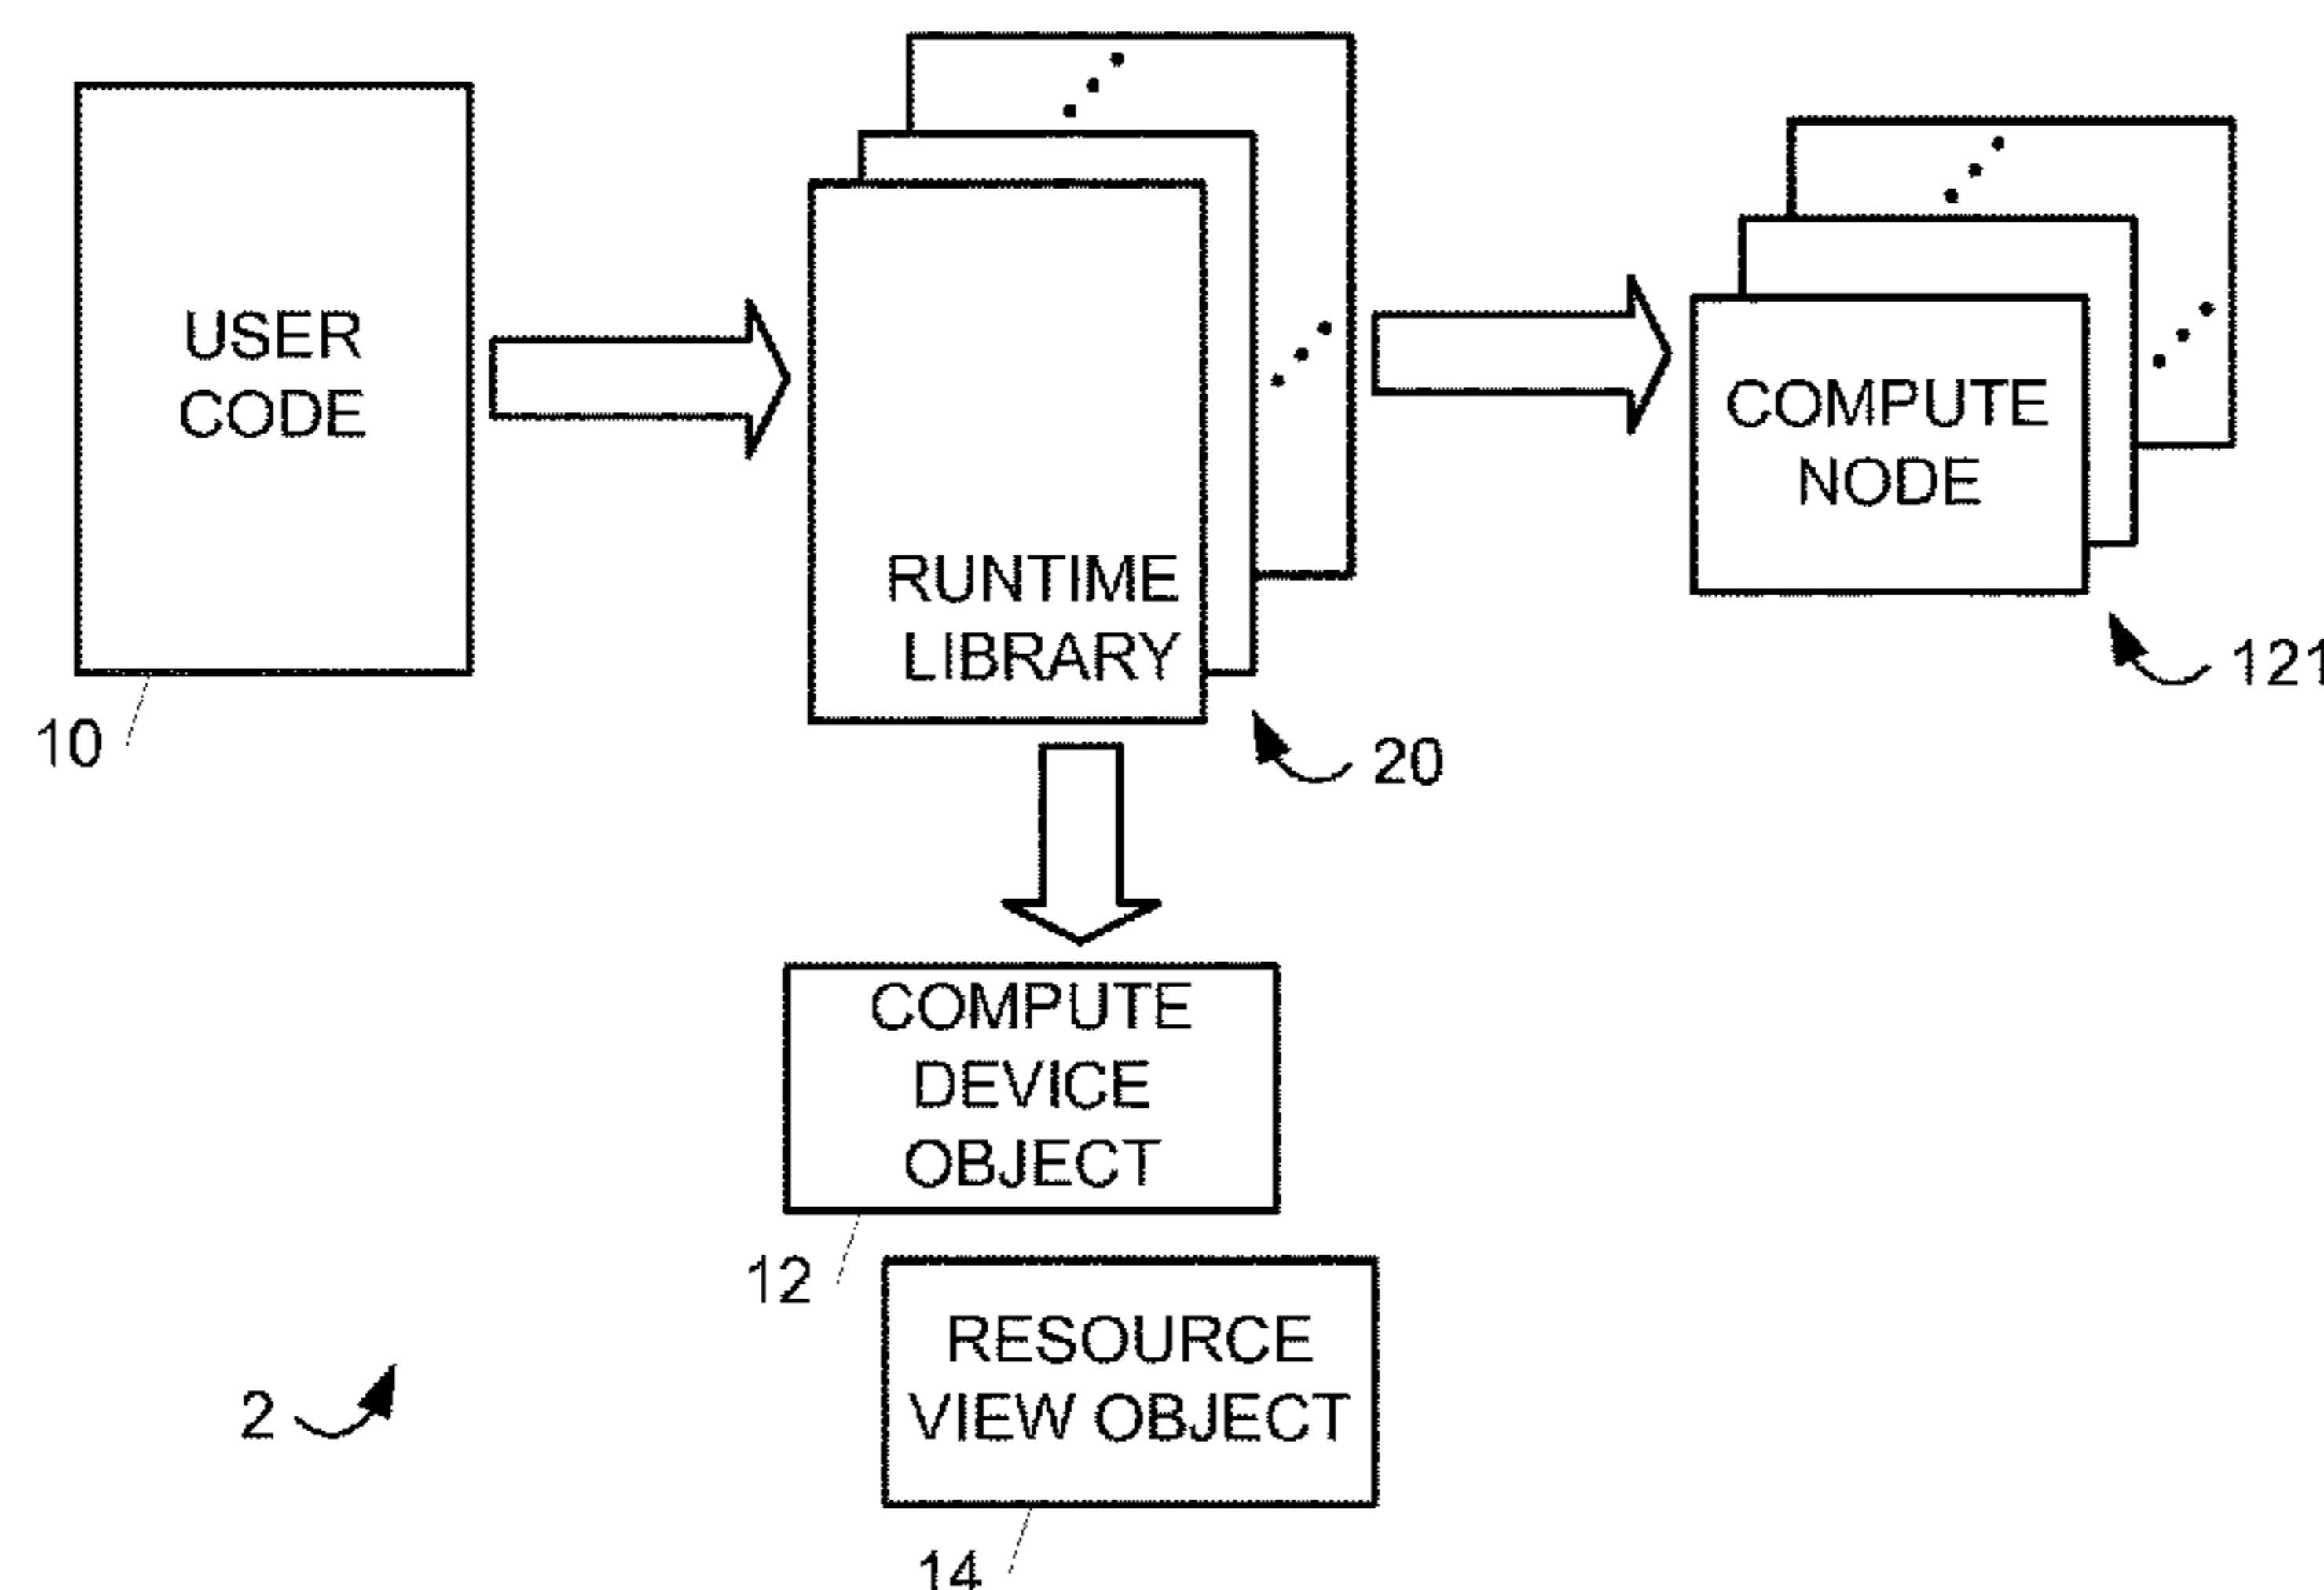 USER
CODE
10
RUNTIME
LIBRARY
20
COMPUTE
NODE
121
COMPUTE
DEVICE
OBJECT
12
RESOURCE
VIEW OBJECT
14
2